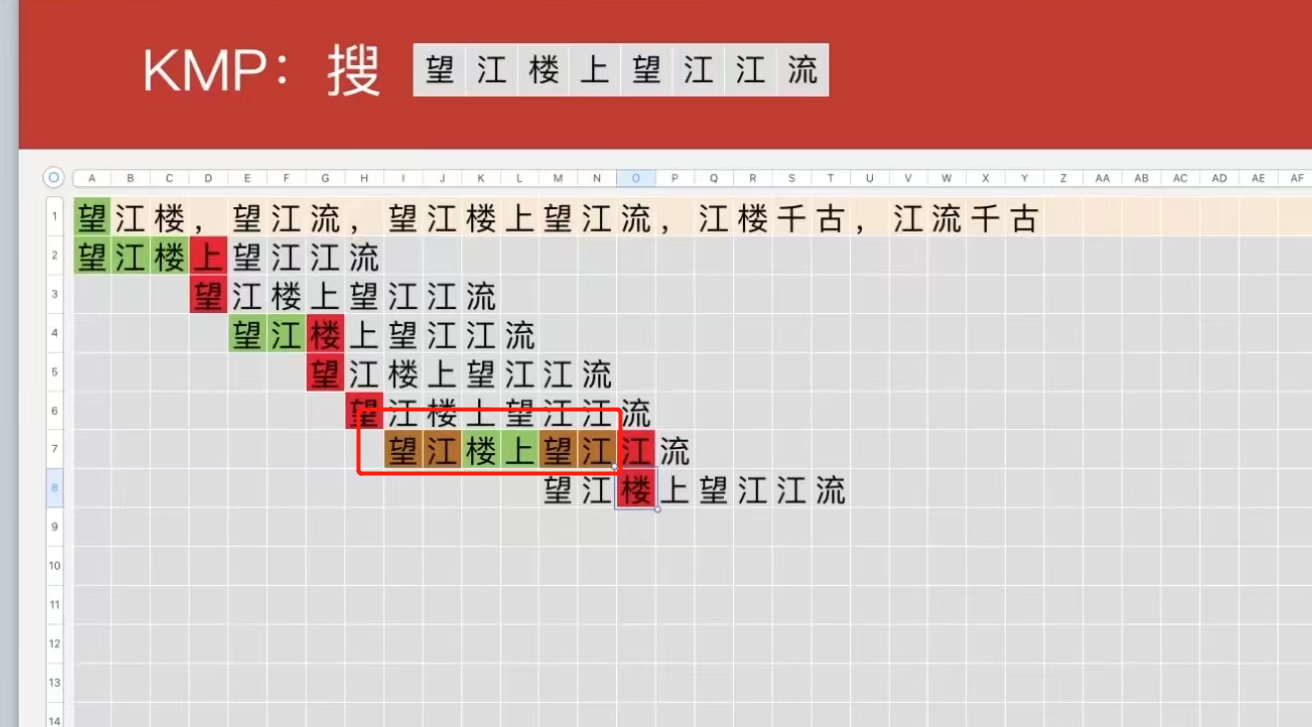 KMP：搜 望江楼上望江江流
A B C D E F G H I J K L M N O P Q R S T U V W X Y Z AA AB AC AD AE AF
1 望江楼，望江流，望江楼上望江流，江楼千古，江流千古
2 望江楼上望江江流
3 望江楼上望江江流
4 望江楼上望江江流
5 望江楼上望江江流
6 望江楼上望江江流
7 望江楼上望江江流
8 望江楼上望江江流
9
10
11
12
13
14